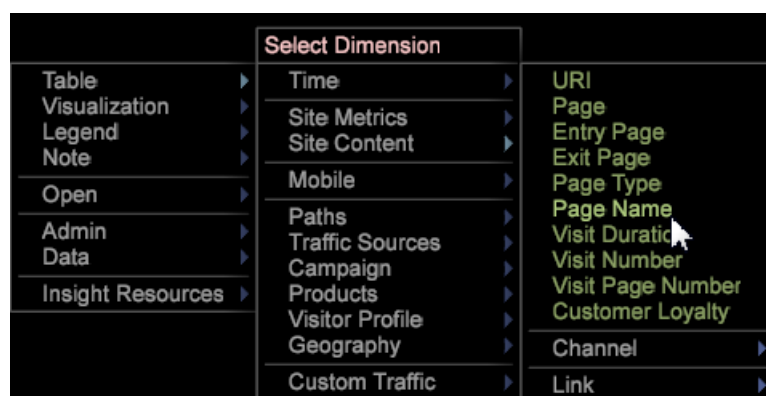 Select Dimension
Table
Visualization
Legend
Note
Open
Admin
Data
Insight Resources
Time
Site Metrics
Site Content
Mobile
Paths
Traffic Sources
Campaign
Products
Visitor Profile
Geography
Custom Traffic
URI
Page
Entry Page
Exit Page
Page Type
Page Name
Visit Duratio
Visit Number
Visit Page Number
Customer Loyalty
Channel
Link